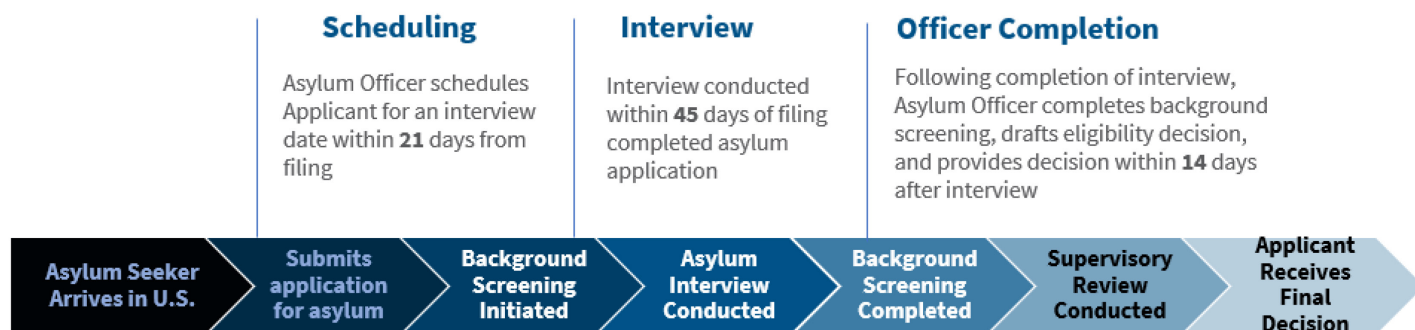 Scheduling
Asylum Officer schedules
Applicant for an interview
date within 21 days from
filing
Interview
Interview conducted
within 45 days of filing
completed asylum
application
Officer Completion
Following completion of interview,
Asylum Officer completes background
screening, drafts eligibility decision,
and provides decision within 14 days
after interview
Asylum Seeker
Arrives in U.S.
Submits
application
for asylum
Background
Screening
Initiated
Asylum
Interview
Conducted
Background
Screening
Completed
Supervisory
Review
Conducted
Applicant
Receives
Final
Decision